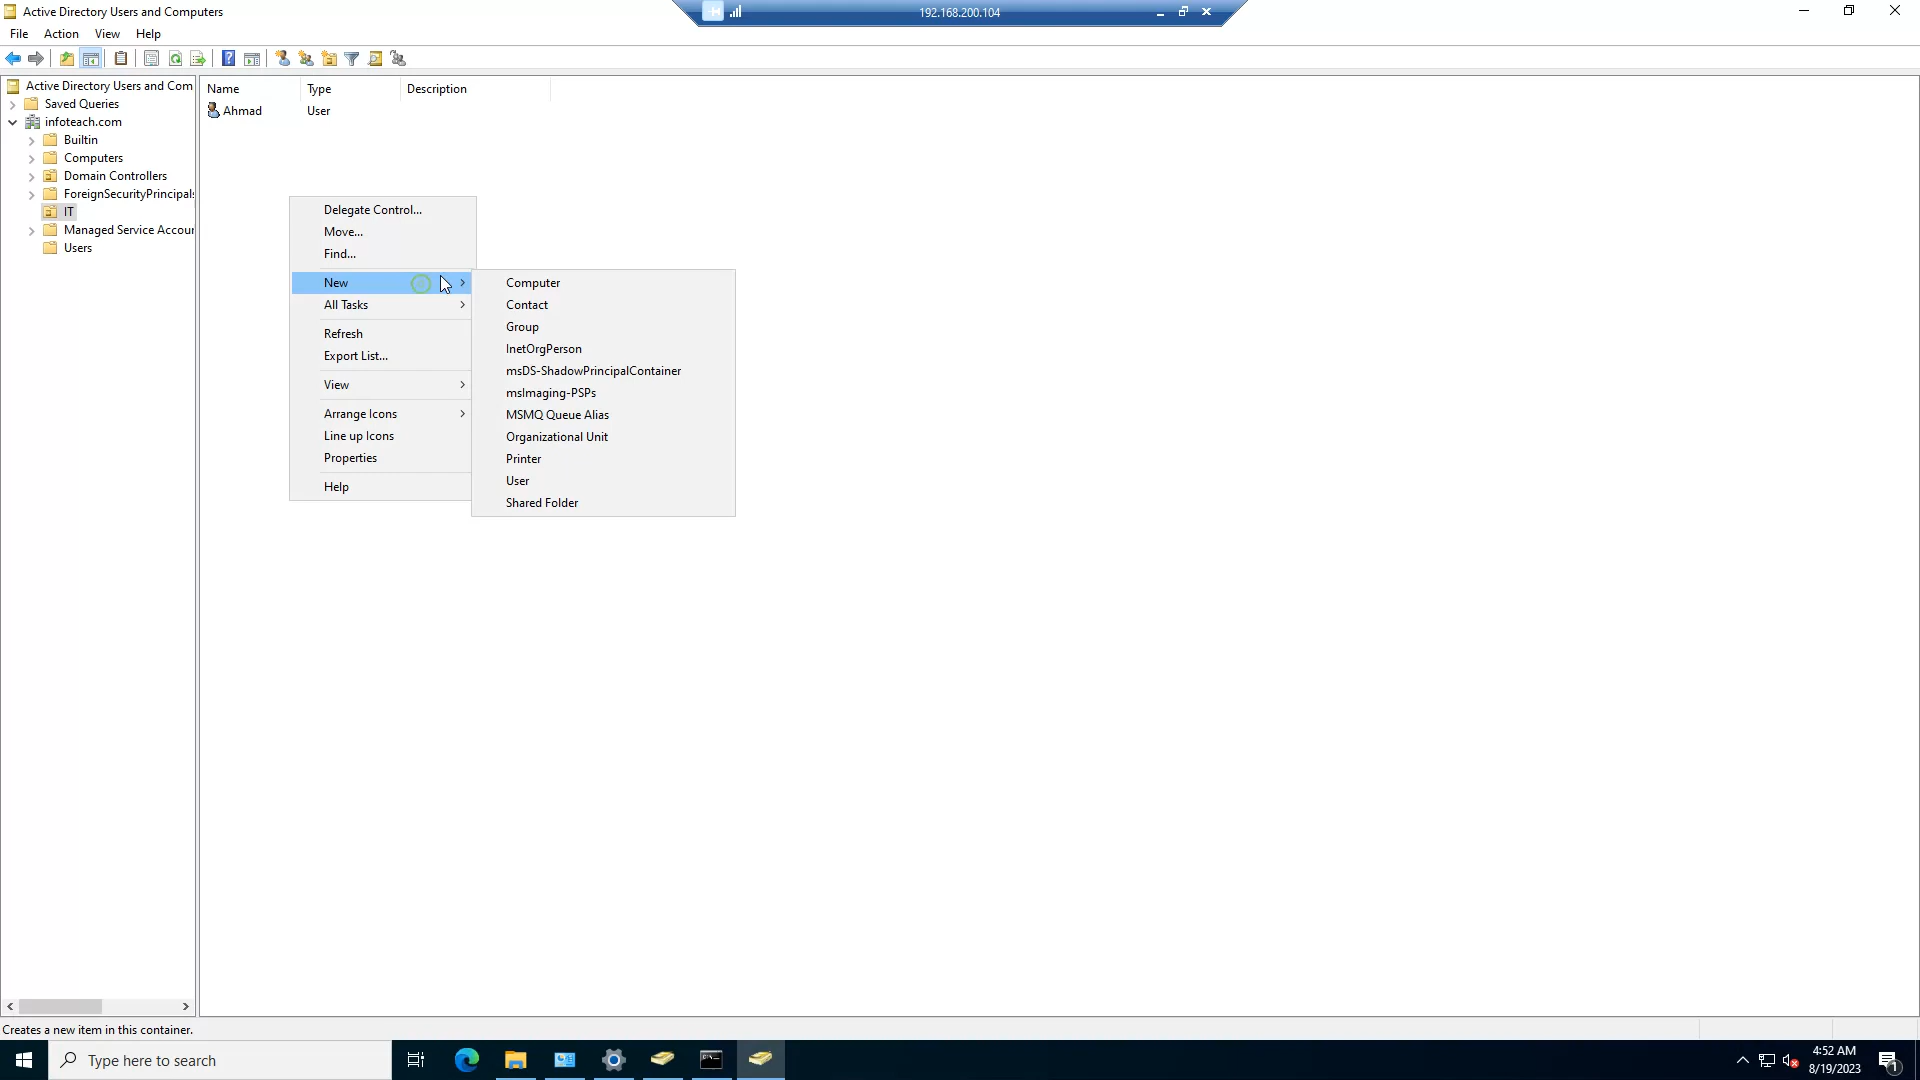 Active Directory Users and Computers
192.168.200.104
File Action View Help
Active Directory Users and Com
Saved Queries
infoteach.com
Builtin
Computers
Domain Controllers
ForeignSecurityPrincipals
IT
Managed Service Accour
Users
Name Type Description
Ahmad User
Delegate Control...
Move...
Find...
New
All Tasks
Refresh
Export List...
View
Arrange Icons
Line up Icons
Properties
Help
Computer
Contact
Group
InetOrgPerson
msDS-ShadowPrincipalContainer
msImaging-PSPs
MSMQ Queue Alias
Organizational Unit
Printer
User
Shared Folder
Creates a new item in this container.
Type here to search
4:52 AM
8/19/2023
1